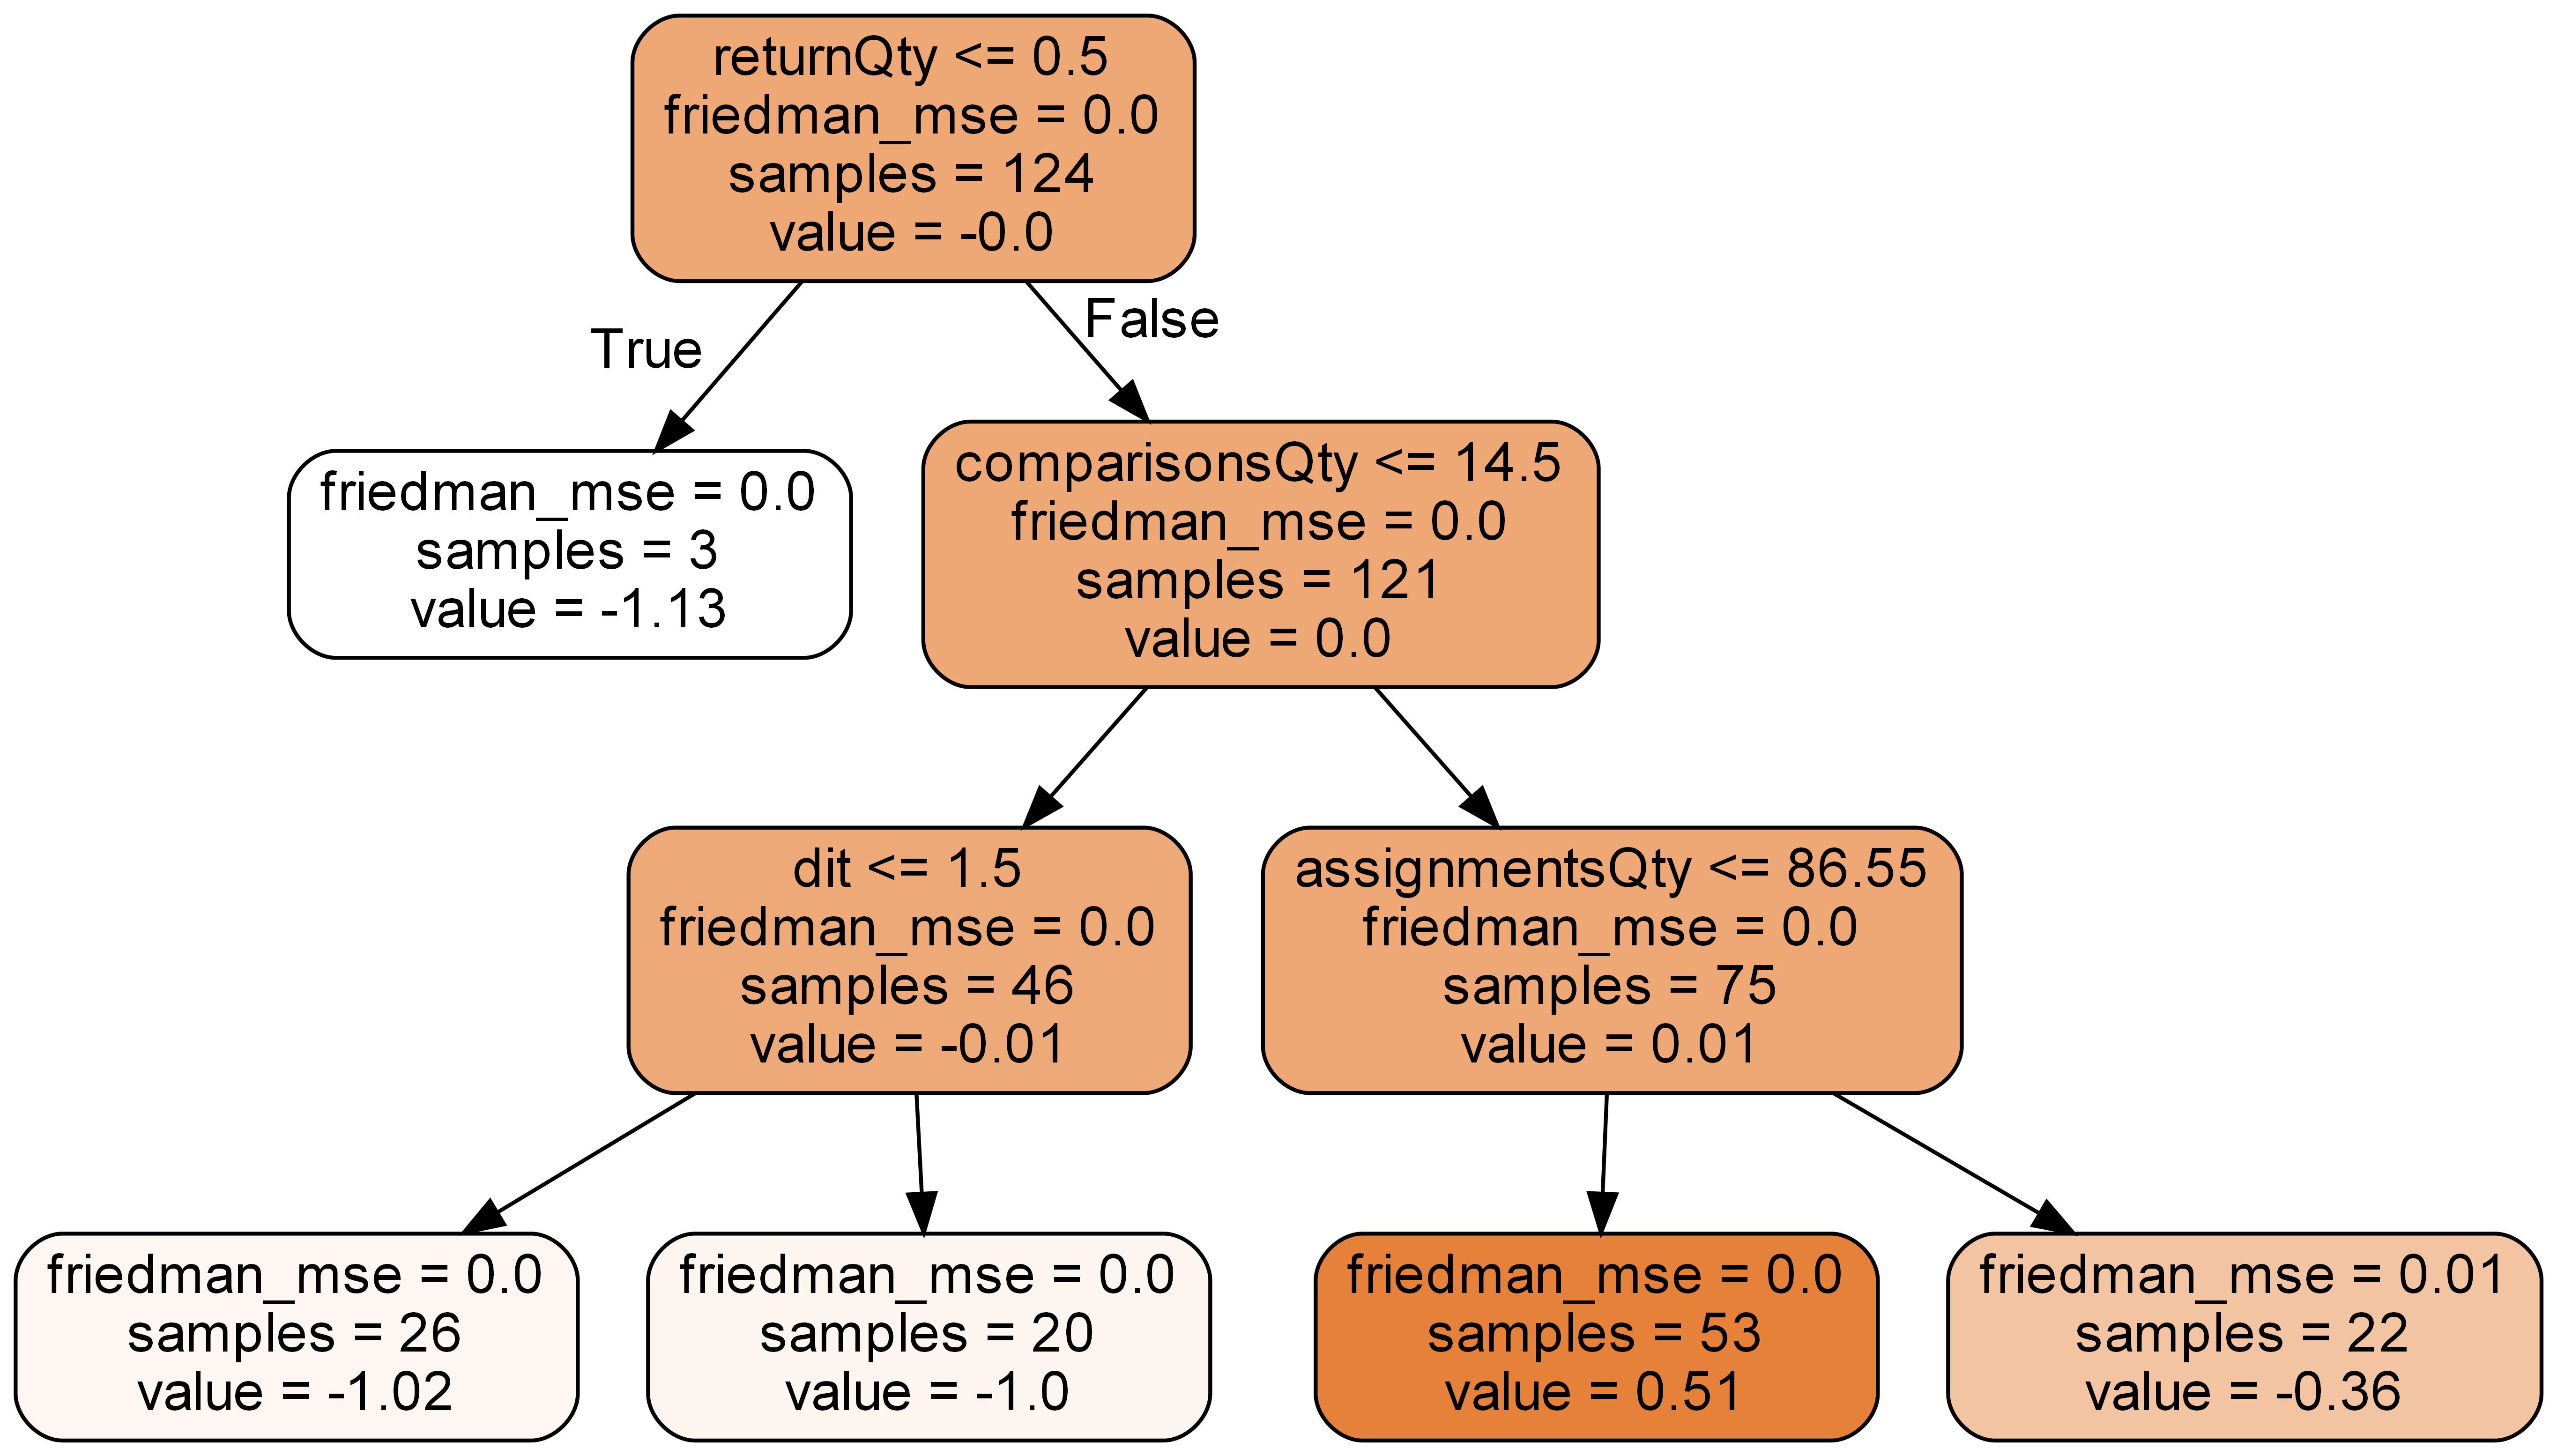 returnQty <= 0.5
friedman_mse = 0.0
samples = 124
value = -0.0
True
False
friedman_mse = 0.0
samples = 3
value = -1.13
comparisonsQty <= 14.5
friedman_mse = 0.0
samples = 121
value = 0.0
dit <= 1.5
friedman_mse = 0.0
samples = 46
value = -0.01
assignmentsQty <= 86.55
friedman_mse = 0.0
samples = 75
value = 0.01
friedman_mse = 0.0
samples = 26
value = -1.02
friedman_mse = 0.0
samples = 20
value = -1.0
friedman_mse = 0.0
samples = 53
value = 0.51
friedman_mse = 0.01
samples = 22
value = -0.36